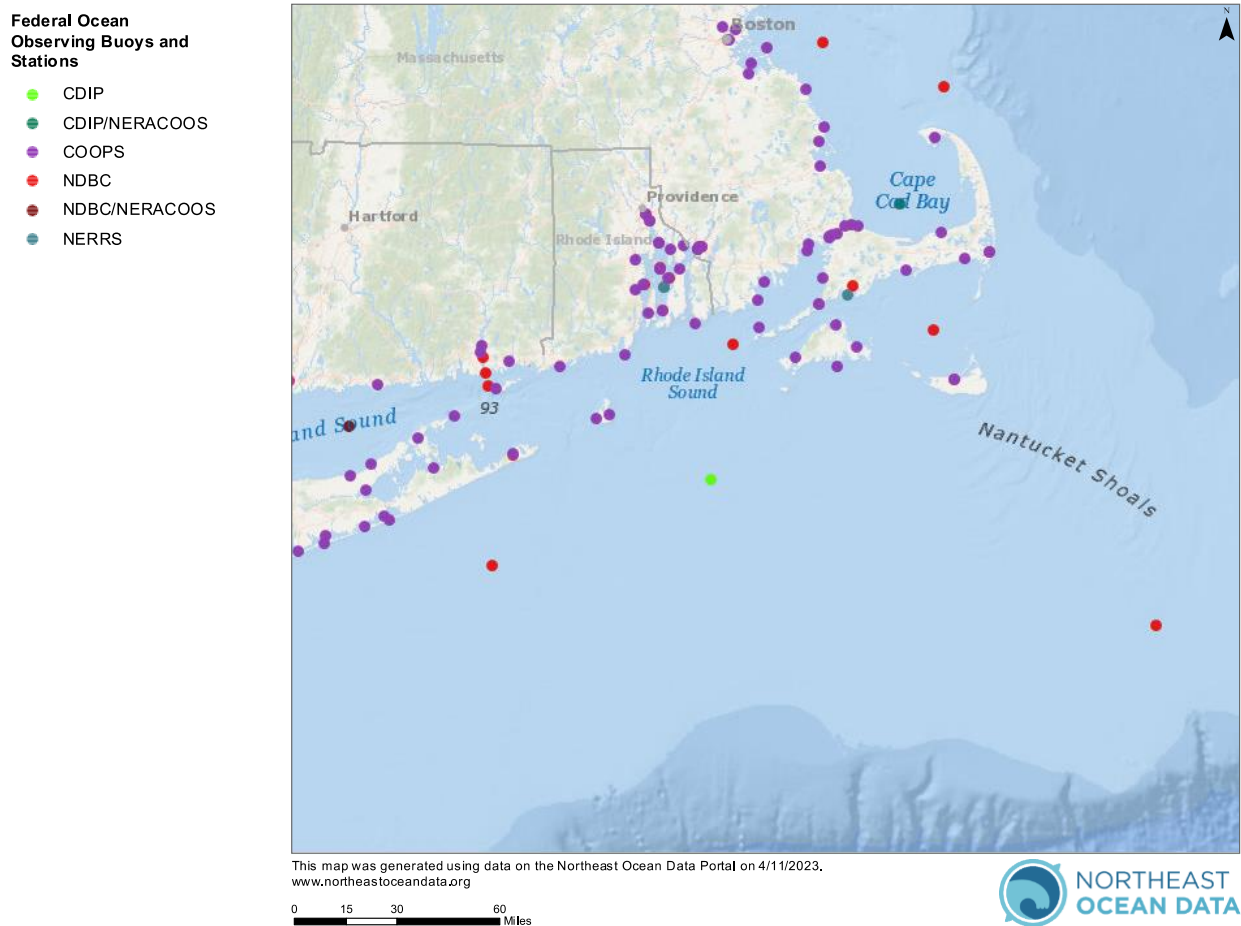 Federal Ocean
Observing Buoys and
Stations
CDIP
CDIP/NERACOOS
COOPS
NDBC
NDBC/NERACOOS
NERRS
N
Boston
Massachusetts
Cape
Cod Bay
Providence
Hartford
Rhode Island
Rhode Island
Sound
93
and Sound
Nantucket Shoals
This map was generated using data on the Northeast Ocean Data Portal on 4/11/2023.
www.northeastoceandata.org
0 15 30 60
Miles
NORTHEAST
OCEAN DATA